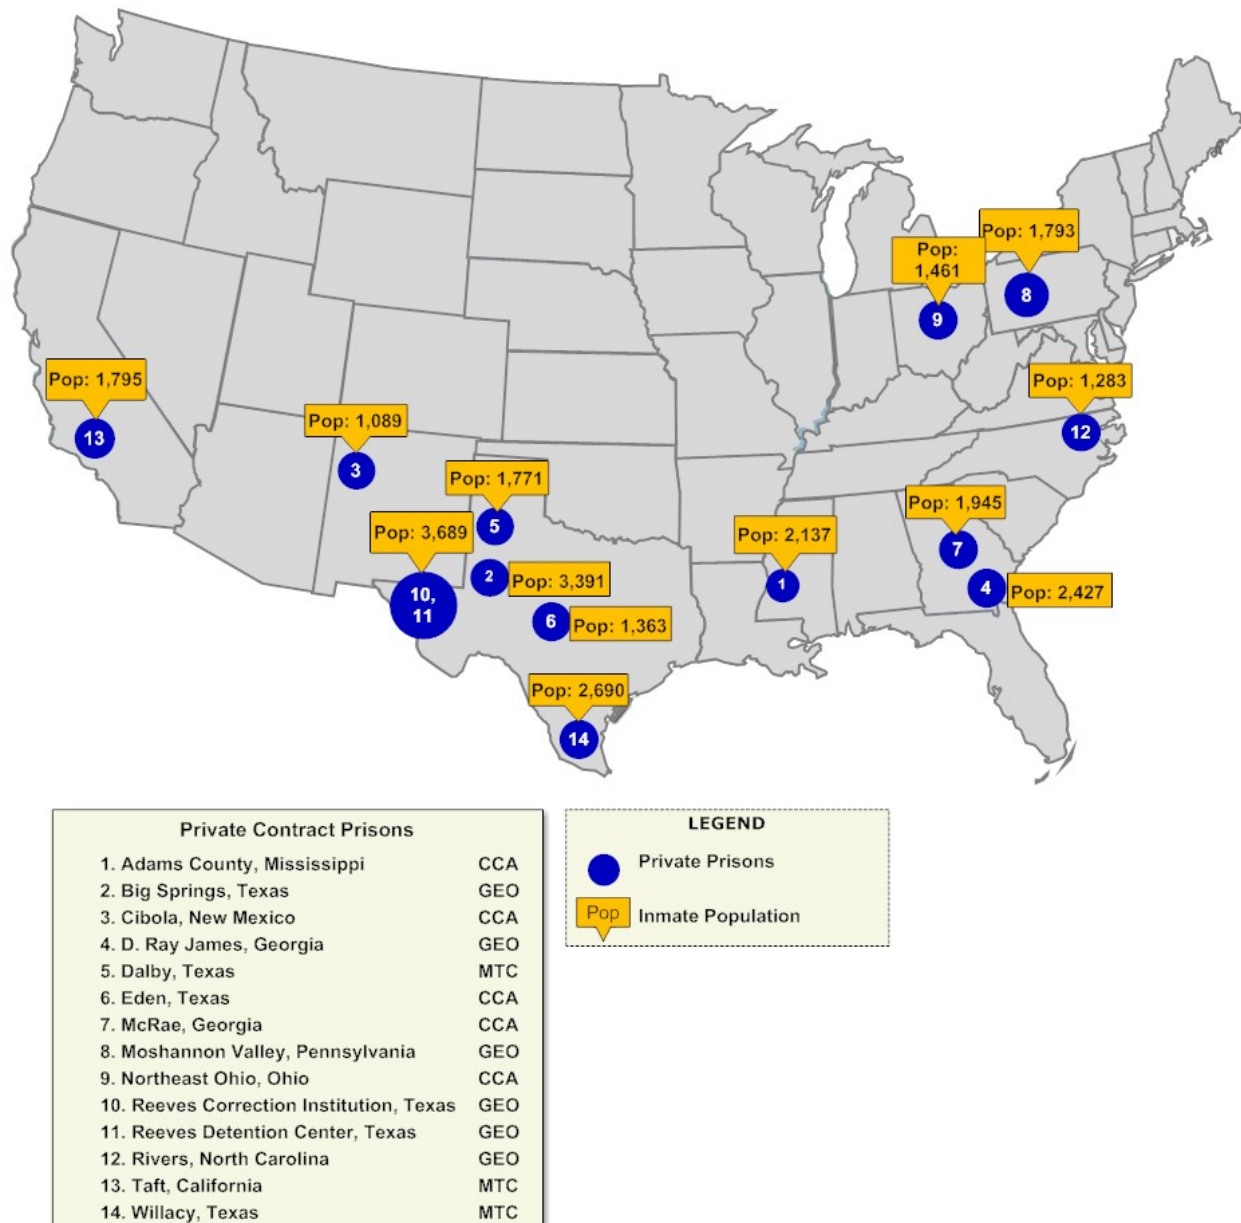 Pop: 1,793
8
Pop:
1,461
9
Pop: 1,795
13
Pop: 1,283
12
Pop: 1,089
3
Pop: 1,771
5
Pop: 1,945
7
Pop: 3,689
10,
11
Pop: 2,137
1
2
Pop: 3,391
4
Pop: 2,427
6
Pop: 1,363
Pop: 2,690
14
Private Contract Prisons
1. Adams County, Mississippi CCA
2. Big Springs, Texas GEO
3. Cibola, New Mexico CCA
4. D. Ray James, Georgia GEO
5. Dalby, Texas MTC
6. Eden, Texas CCA
7. McRae, Georgia CCA
8. Moshannon Valley, Pennsylvania GEO
9. Northeast Ohio, Ohio CCA
10. Reeves Correction Institution, Texas GEO
11. Reeves Detention Center, Texas GEO
12. Rivers, North Carolina GEO
13. Taft, California MTC
14. Willacy, Texas MTC
LEGEND
Private Prisons
Pop Inmate Population